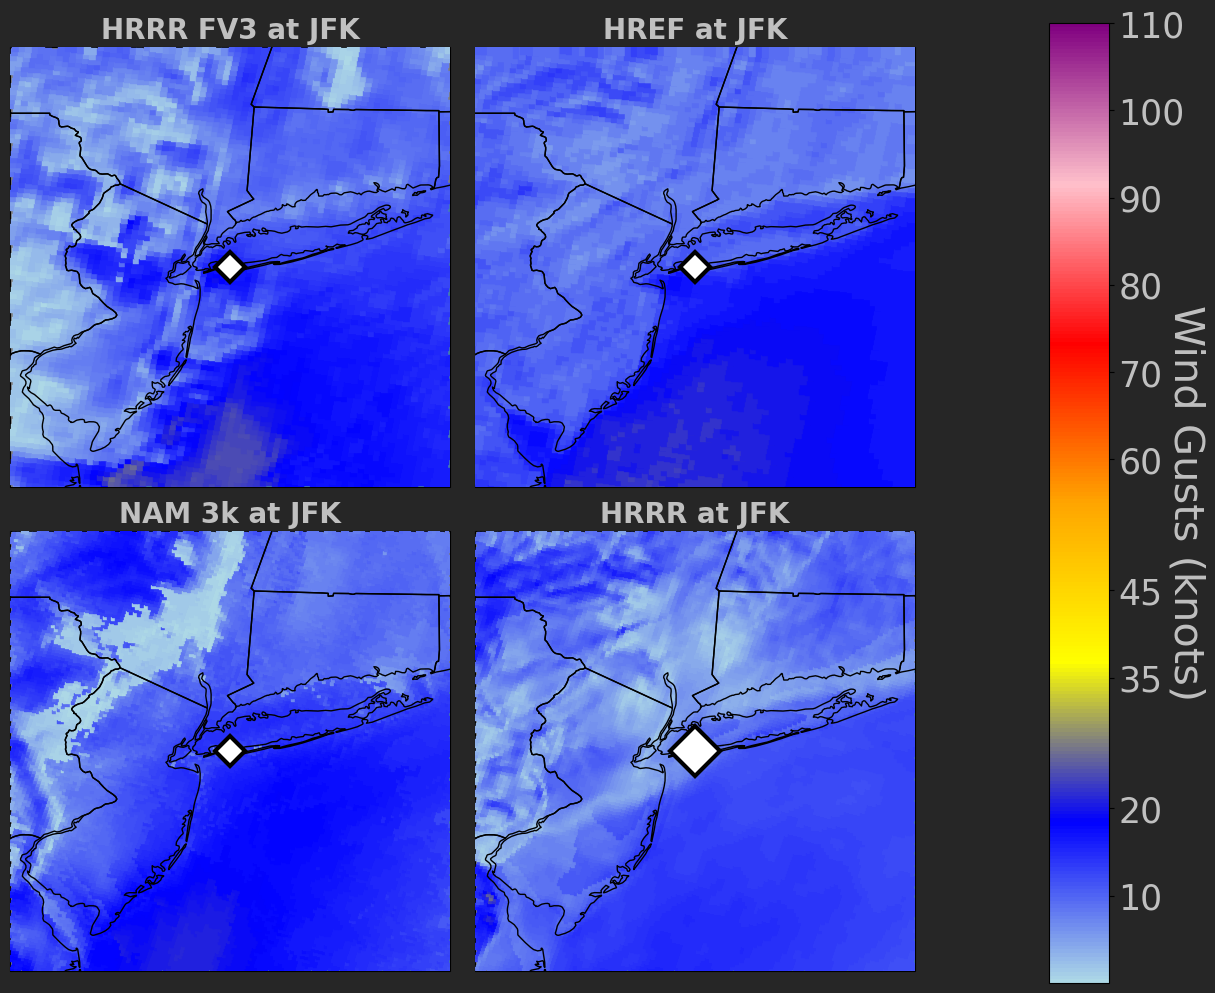 HRRR FV3 at JFK
HREF at JFK
NAM 3k at JFK
HRRR at JFK
110
100
90
80
70
60
45
35
20
10
Wind Gusts (knots)